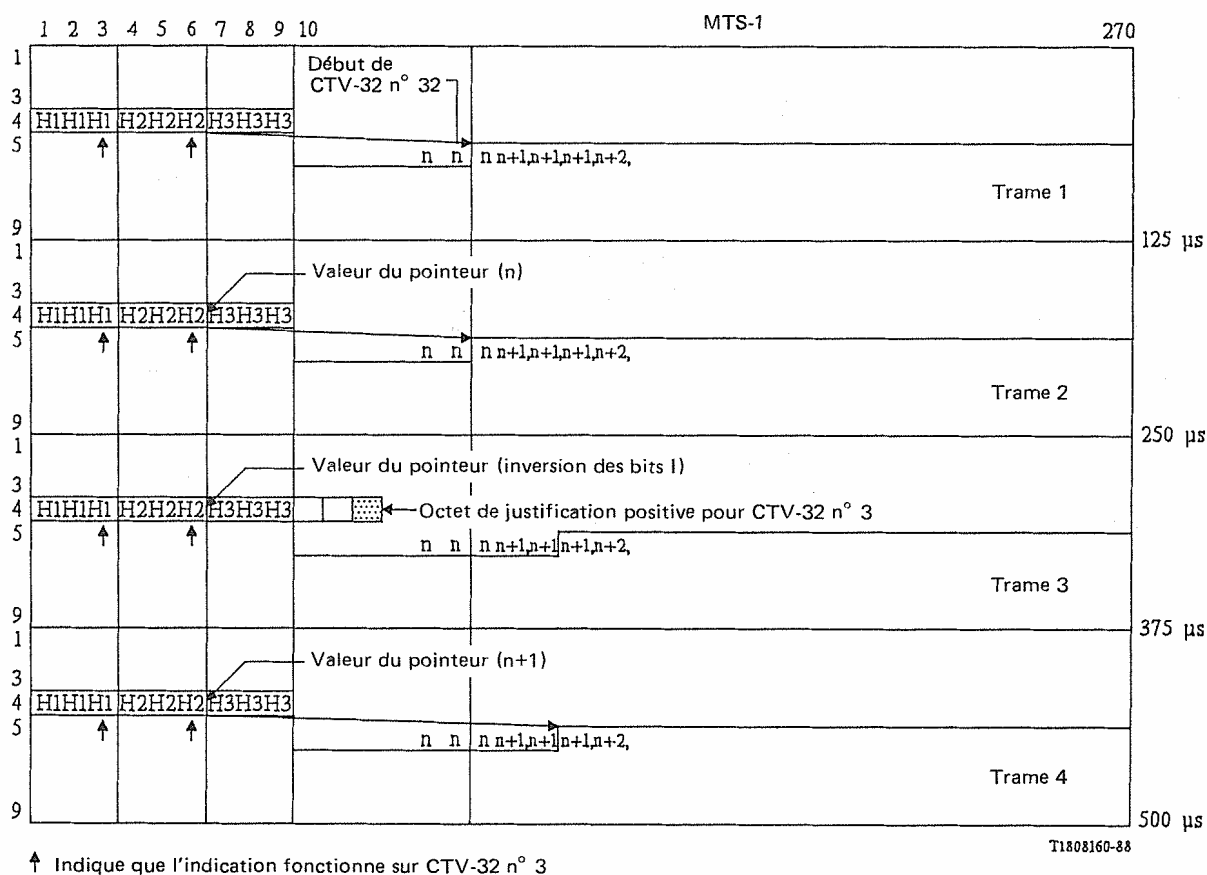 1 2 3 4 5 6 7 8 9 10 MTS-1 270
1
Début de
CTV-32 n° 32
3
4 H1H1H1 H2H2H2 H3H3H3
5
n n n n+1,n+1,n+1,n+2,
Trame 1
9
125 µs
1
Valeur du pointeur (n)
3
4 H1H1H1 H2H2H2 H3H3H3
5
n n n n+1,n+1,n+1,n+2,
Trame 2
9
250 µs
1
Valeur du pointeur (inversion des bits I)
3
4 H1H1H1 H2H2H2 H3H3H3 Octet de justification positive pour CTV-32 n° 3
5
n n n n+1,n+1 n+1,n+2,
Trame 3
9
375 µs
1
Valeur du pointeur (n+1)
3
4 H1H1H1 H2H2H2 H3H3H3
5
n n n n+1,n+1 n+1,n+2,
Trame 4
9
500 µs
T1808160-88
Indique que l'indication fonctionne sur CTV-32 n° 3